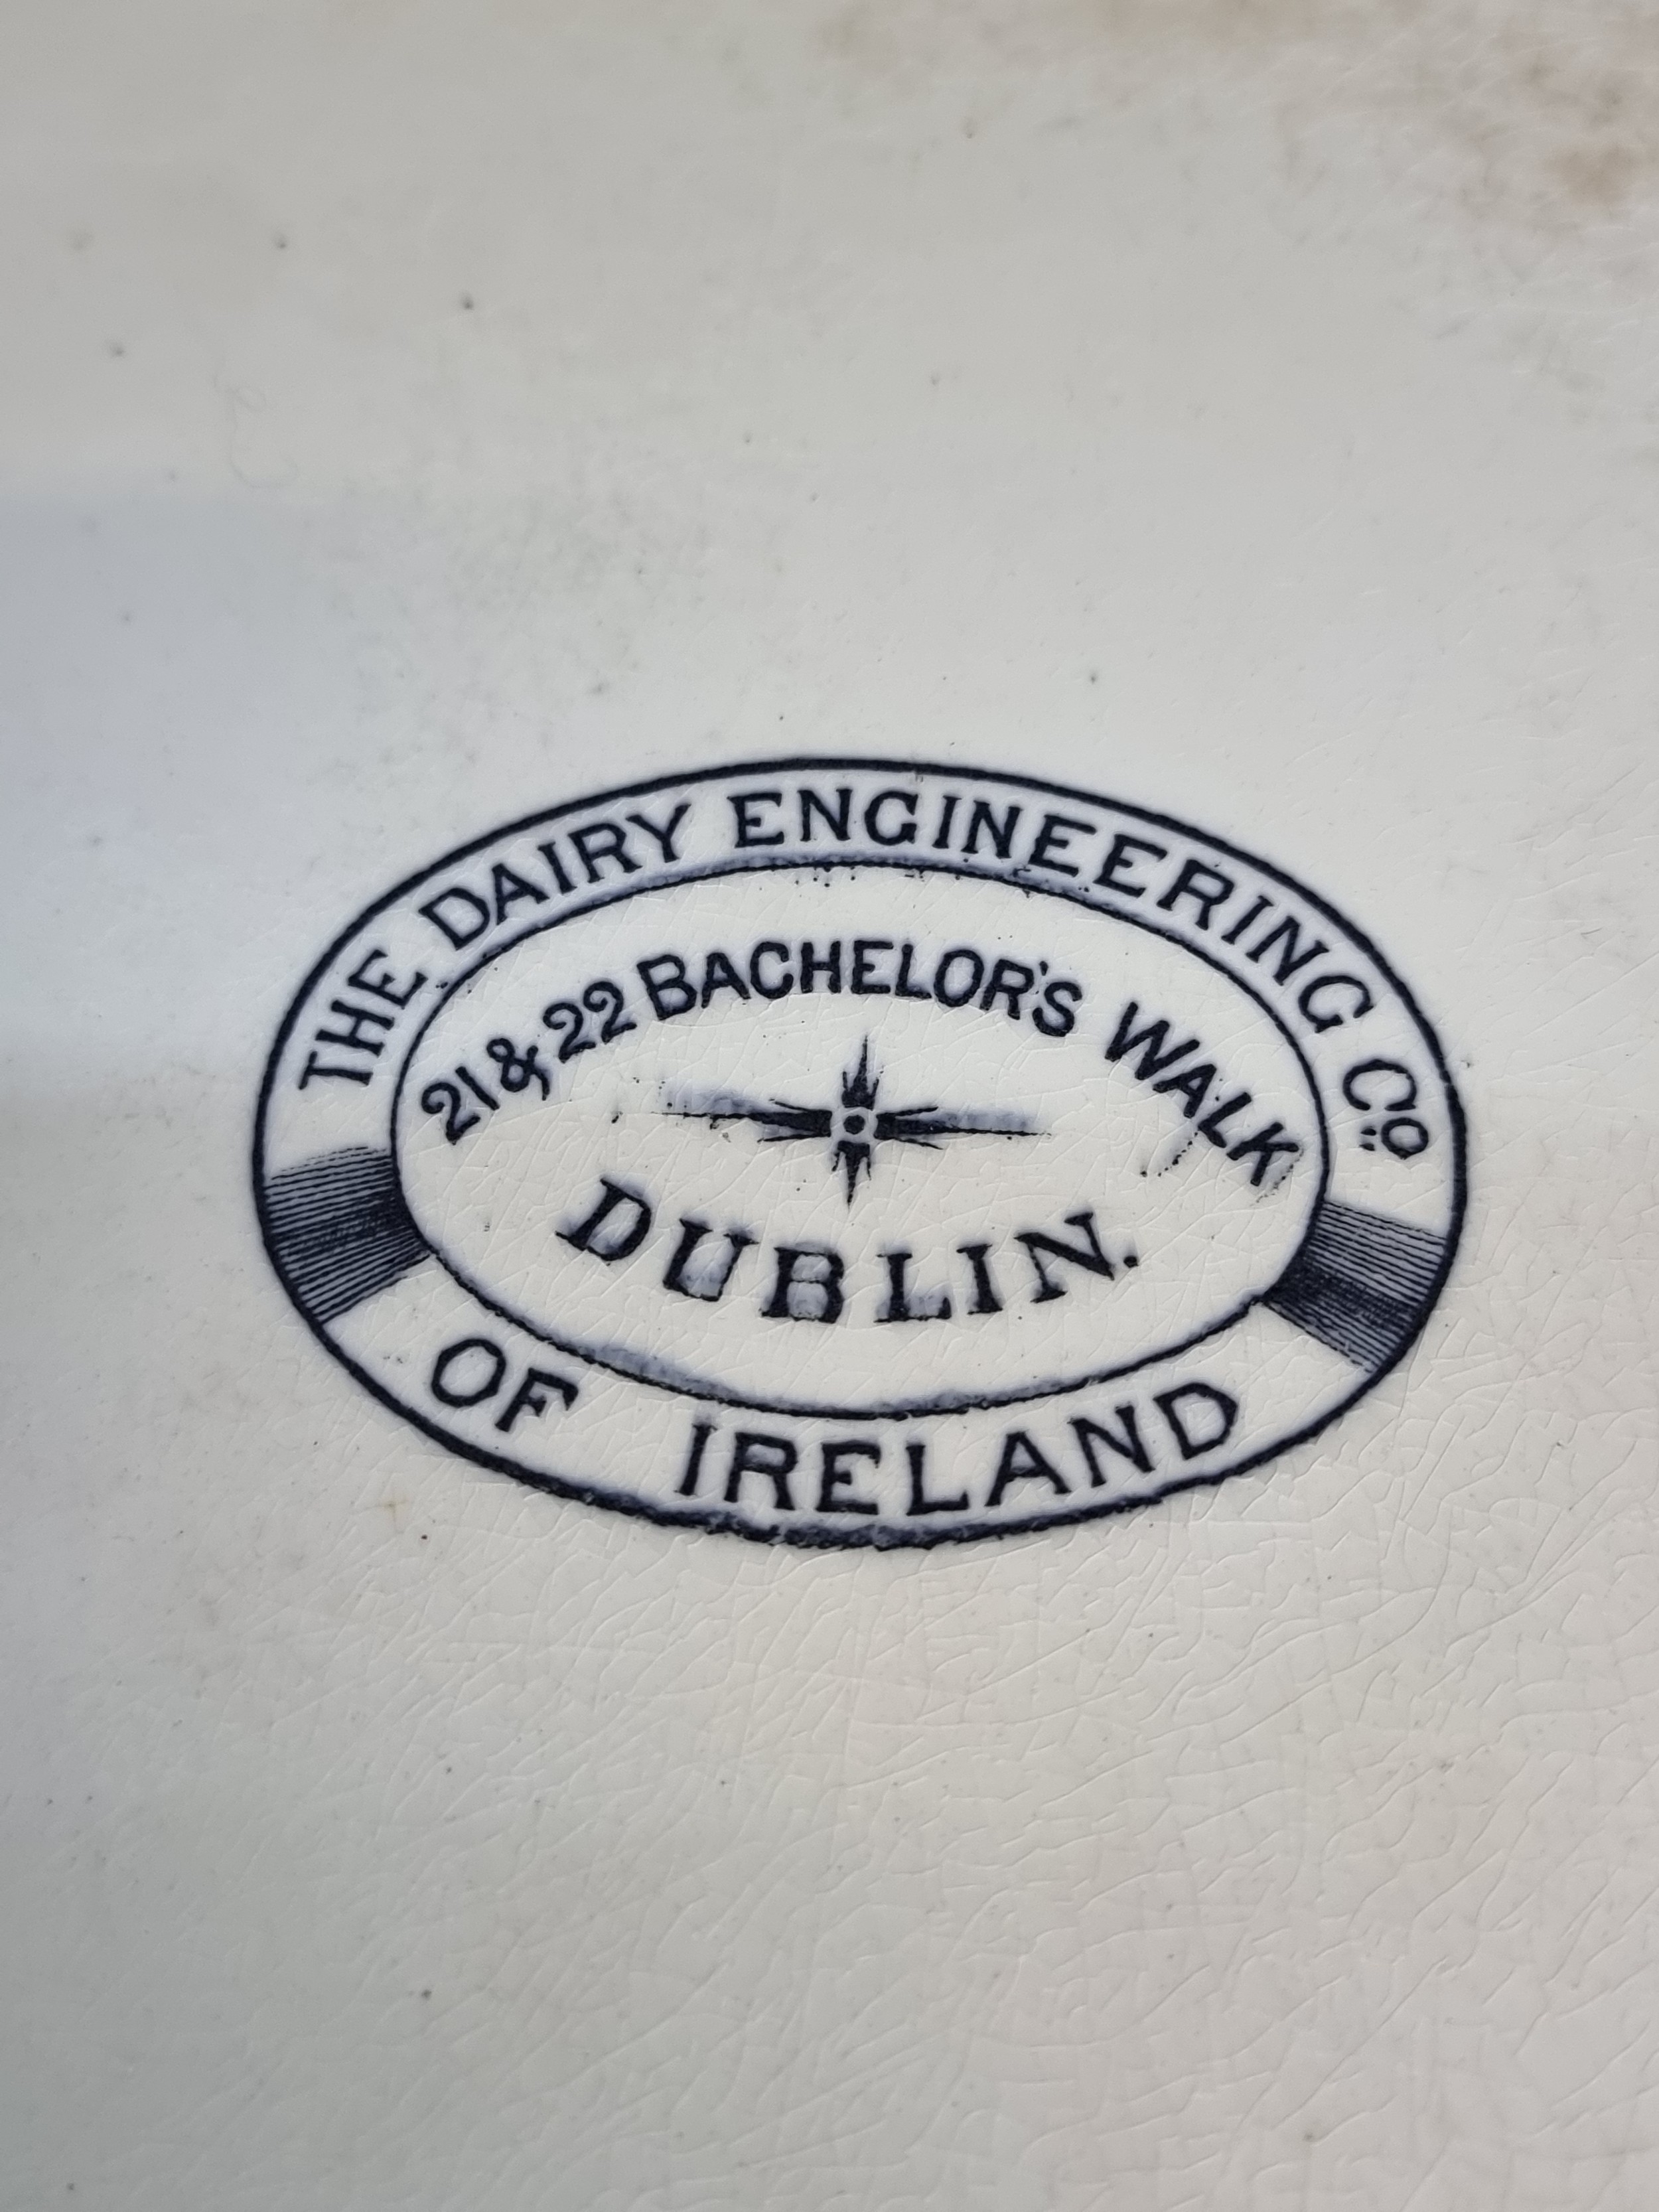 THE DAIRY ENGINEERING Co
21 & 22 BACHELOR'S WALK
DUBLIN.
OF IRELAND